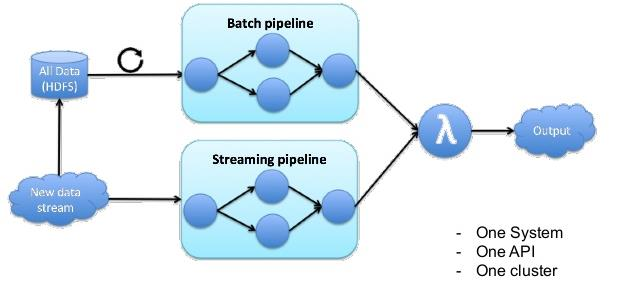 Batch pipeline
All Data
(HDFS)
Streaming pipeline
New data
stream
λ
Output
- One System
- One API
- One cluster